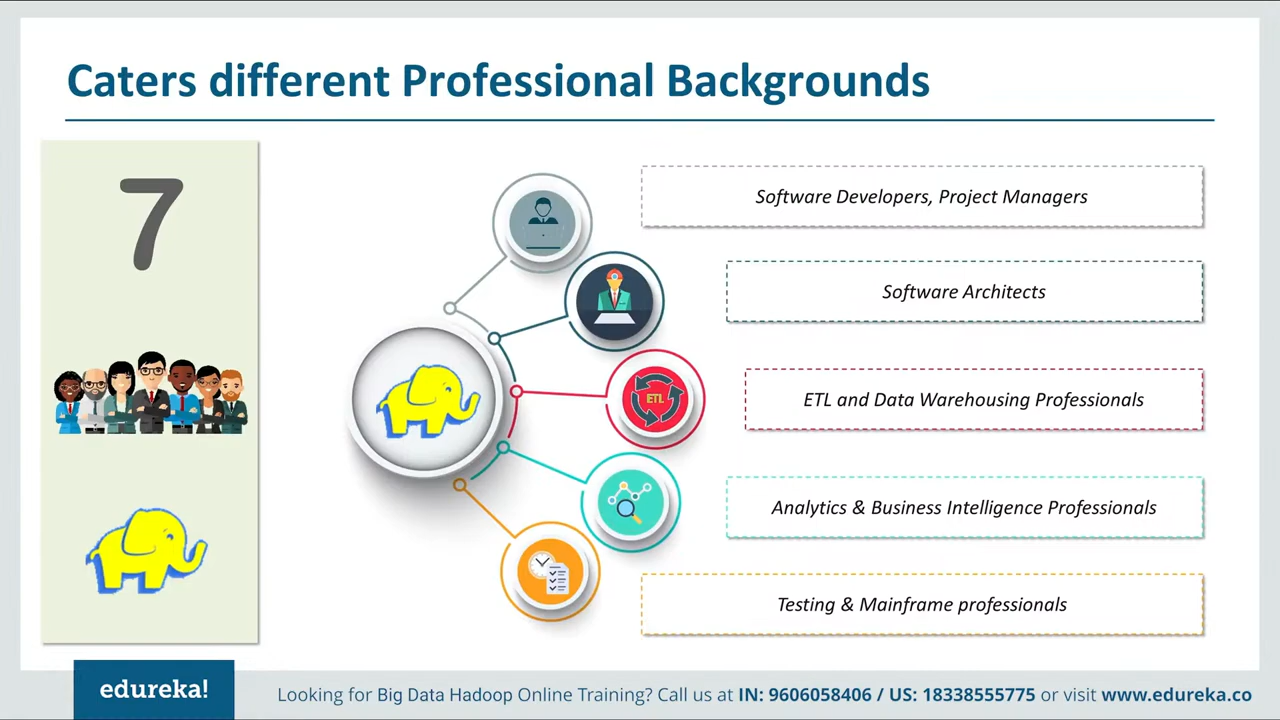 Caters different Professional Backgrounds
7
Software Developers, Project Managers
Software Architects
ETL
ETL and Data Warehousing Professionals
Analytics & Business Intelligence Professionals
Testing & Mainframe professionals
edureka!
Looking for Big Data Hadoop Online Training? Call us at IN: 9606058406 / US: 18338555775 or visit www.edureka.co